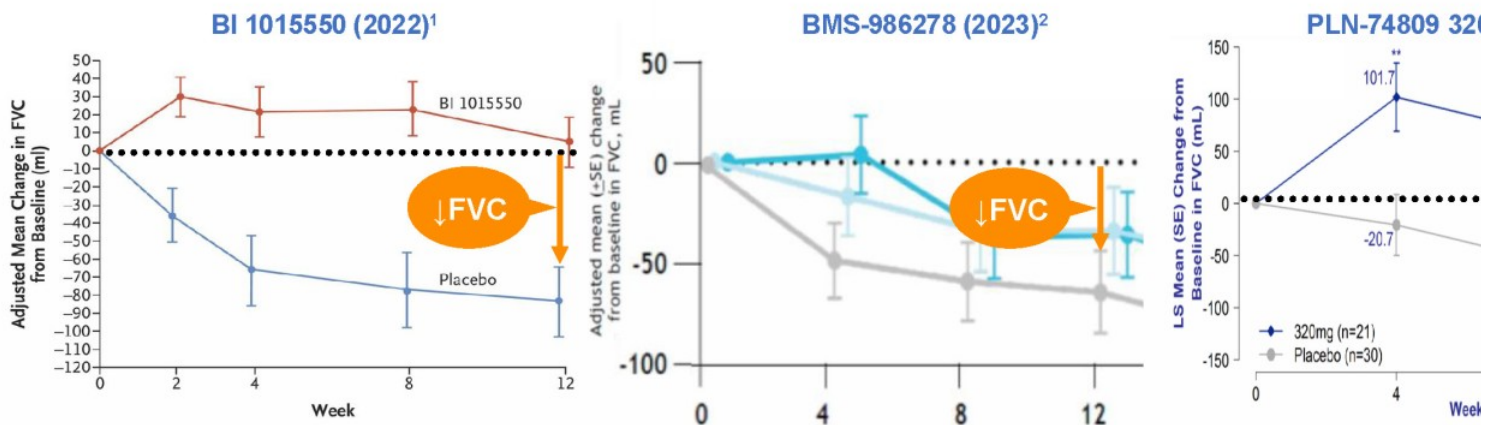 BI 1015550 (2022)¹
Adjusted Mean Change in FVC
from Baseline (ml)
50
40
30
20
10
0
−10
−20
−30
−40
−50
−60
−70
−80
−90
−100
−110
−120
BI 1015550
↓FVC
Placebo
0
2
4
8
12
Week
BMS-986278 (2023)²
Adjusted mean (±SE) change
from baseline in FVC, mL
50
0
-50
-100
↓FVC
0
4
8
12
PLN-74809 320
LS Mean (SE) Change from
Baseline in FVC (mL)
150
100
50
0
-50
-100
-150
**
101.7
-20.7
320mg (n=21)
Placebo (n=30)
0
4
Week